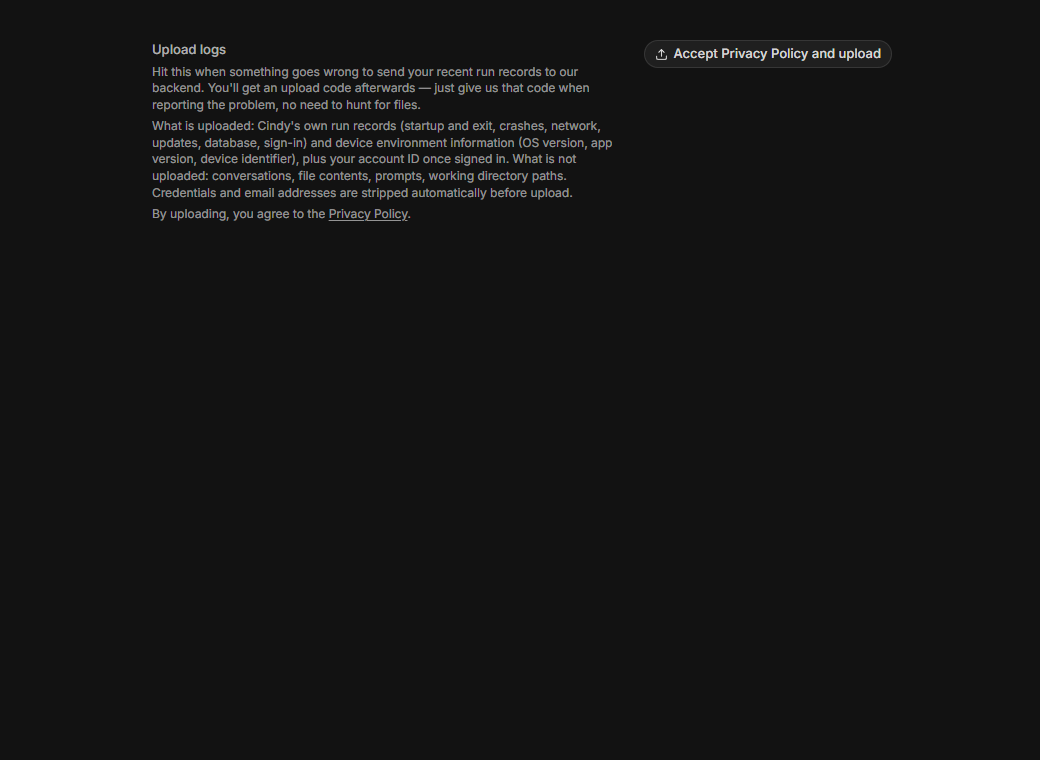 Upload logs
Accept Privacy Policy and upload
Hit this when something goes wrong to send your recent run records to our
backend. You'll get an upload code afterwards — just give us that code when
reporting the problem, no need to hunt for files.
What is uploaded: Cindy's own run records (startup and exit, crashes, network,
updates, database, sign-in) and device environment information (OS version, app
version, device identifier), plus your account ID once signed in. What is not
uploaded: conversations, file contents, prompts, working directory paths.
Credentials and email addresses are stripped automatically before upload.
By uploading, you agree to the Privacy Policy.